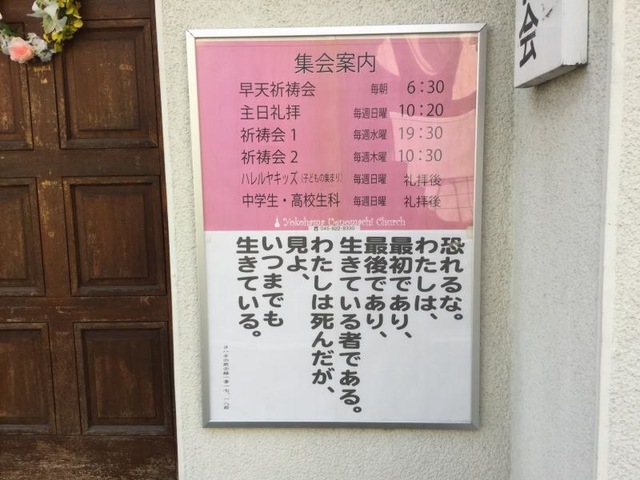 集会案内
早天祈祷会 毎朝 6:30
主日礼拝 毎週日曜 10:20
祈祷会1 毎週水曜 19:30
祈祷会2 毎週木曜 10:30
ハレルヤキッズ(子どもの集まり) 毎週日曜 礼拝後
中学生・高校生科 毎週日曜 礼拝後
Yokohama Uenomachi Church
☎045-622-9330
恐れるな。
わたしは、
最初であり、
最後であり、
生きている者である。
わたしは死んだが、
見よ、
いつまでも
生きている。
会